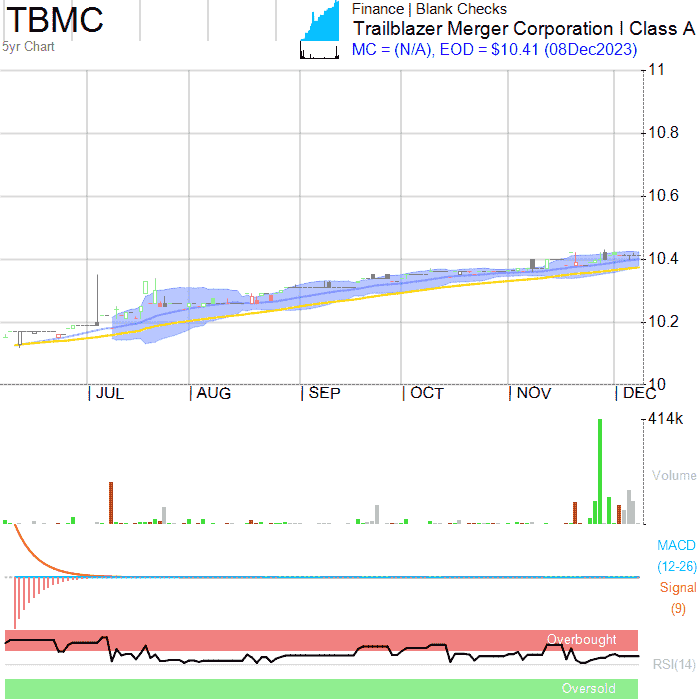 TBMC
5yr Chart
Finance | Blank Checks
Trailblazer Merger Corporation I Class A
MC = (N/A), EOD = $10.41 (08Dec2023)
11
10.8
10.6
10.4
10.2
10
JUL AUG SEP OCT NOV DEC
414k
Volume
MACD
(12-26)
Signal
(9)
Overbought
RSI(14)
Oversold